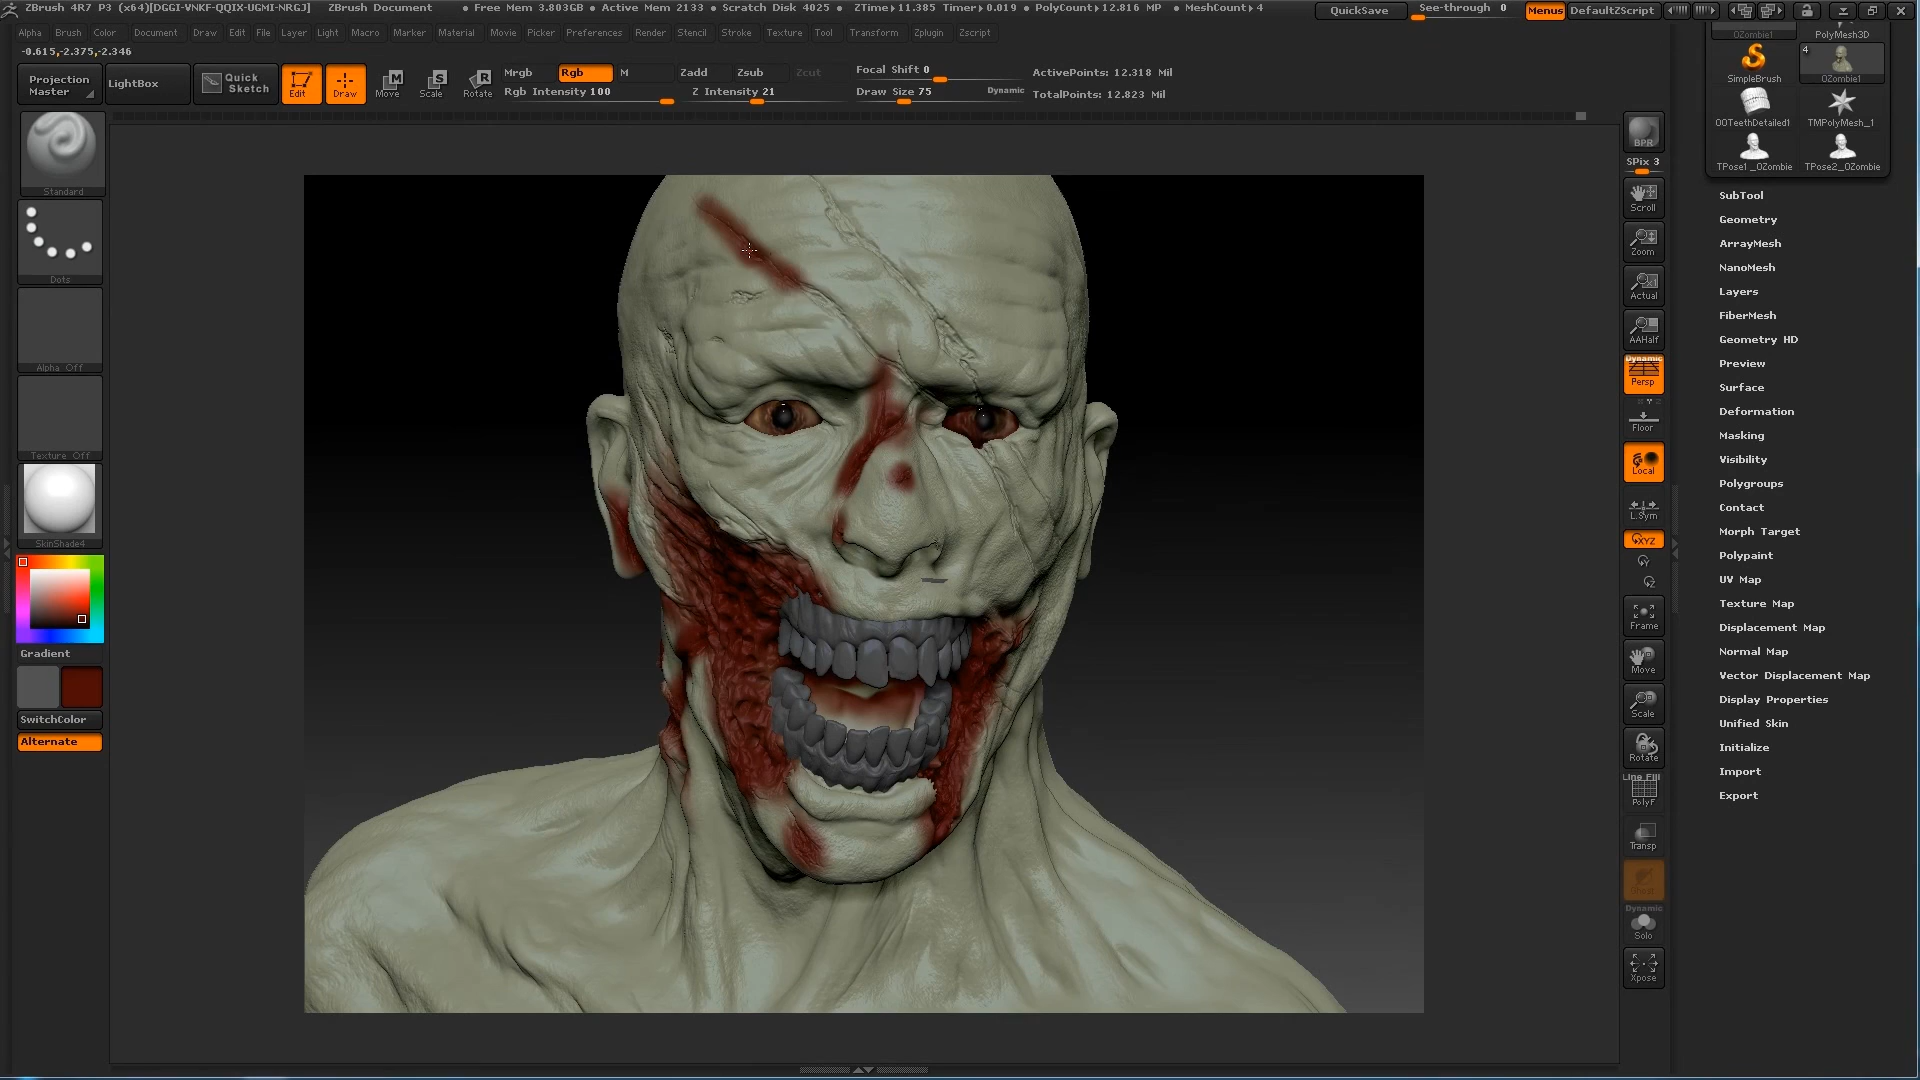 ZBrush 4R7 P3 (x64)[DGGI-VNKF-QQIX-UGMI-NRGJ] ZBrush Document • Free Mem 3.803GB • Active Mem 2133 • Scratch Disk 4025 • ZTime▸11.385 Timer▸0.019 • PolyCount▸12.816 MP • MeshCount▸4 QuickSave See-through 0 Menus DefaultZScript
Alpha Brush Color Document Draw Edit File Layer Light Macro Marker Material Movie Picker Preferences Render Stencil Stroke Texture Tool Transform Zplugin Zscript
-0.615,-2.375,-2.346
Projection Master
LightBox
Quick Sketch
Edit
Draw
Move
Scale
Rotate
M
S
R
Mrgb Rgb M Zadd Zsub Zcut
Rgb Intensity 100 Z Intensity 21
Focal Shift 0
Draw Size 75 Dynamic
ActivePoints: 12.318 Mil
TotalPoints: 12.823 Mil
Standard
Dots
Alpha Off
Texture Off
SkinShade4
Gradient
SwitchColor
Alternate
BPR
SPix 3
Scroll
Zoom
Actual
AAHalf
Dynamic
Persp
Floor
Local
L.Sym
XYZ
Y
Z
Frame
Move
Scale
Rotate
Line Fill
PolyF
Transp
Ghost
Dynamic
Solo
Xpose
OZombie1 PolyMesh3D
4
SimpleBrush OZombie1
OOTeethDetailed1 TMPolyMesh_1
TPose1_OZombie TPose2_OZombie
SubTool
Geometry
ArrayMesh
NanoMesh
Layers
FiberMesh
Geometry HD
Preview
Surface
Deformation
Masking
Visibility
Polygroups
Contact
Morph Target
Polypaint
UV Map
Texture Map
Displacement Map
Normal Map
Vector Displacement Map
Display Properties
Unified Skin
Initialize
Import
Export